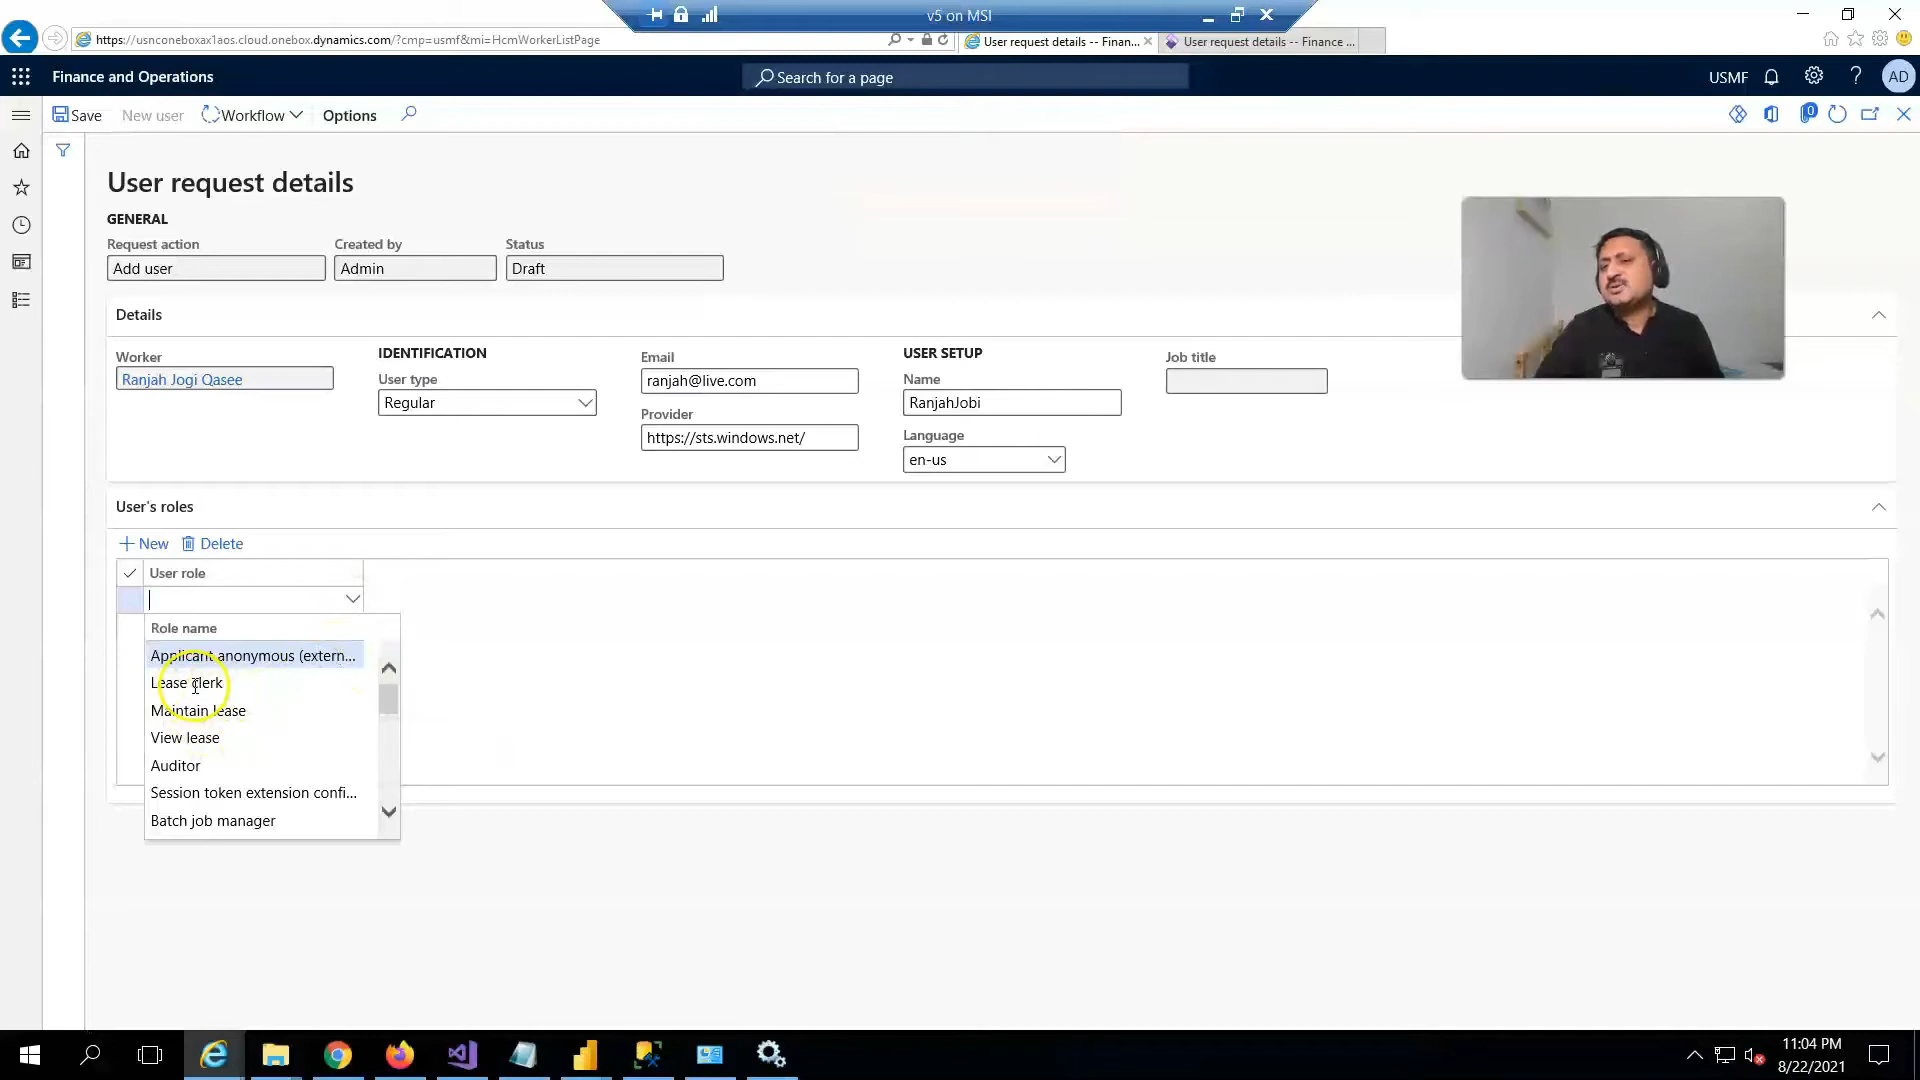 v5 on MSI
https://usnconeboxax1aos.cloud.onebox.dynamics.com/?cmp=usmf&mi=HcmWorkerListPage
User request details -- Finan...
User request details -- Finance ...
Finance and Operations
Search for a page
USMF
?
AD
Save
New user
Workflow
Options
0
User request details
GENERAL
Request action
Created by
Status
Add user
Admin
Draft
Details
Worker
Ranjah Jogi Qasee
IDENTIFICATION
User type
Regular
Email
ranjah@live.com
Provider
https://sts.windows.net/
USER SETUP
Name
RanjahJobi
Language
en-us
Job title
User's roles
New
Delete
User role
Role name
Applicant anonymous (extern...
Lease clerk
Maintain lease
View lease
Auditor
Session token extension confi...
Batch job manager
11:04 PM
8/22/2021